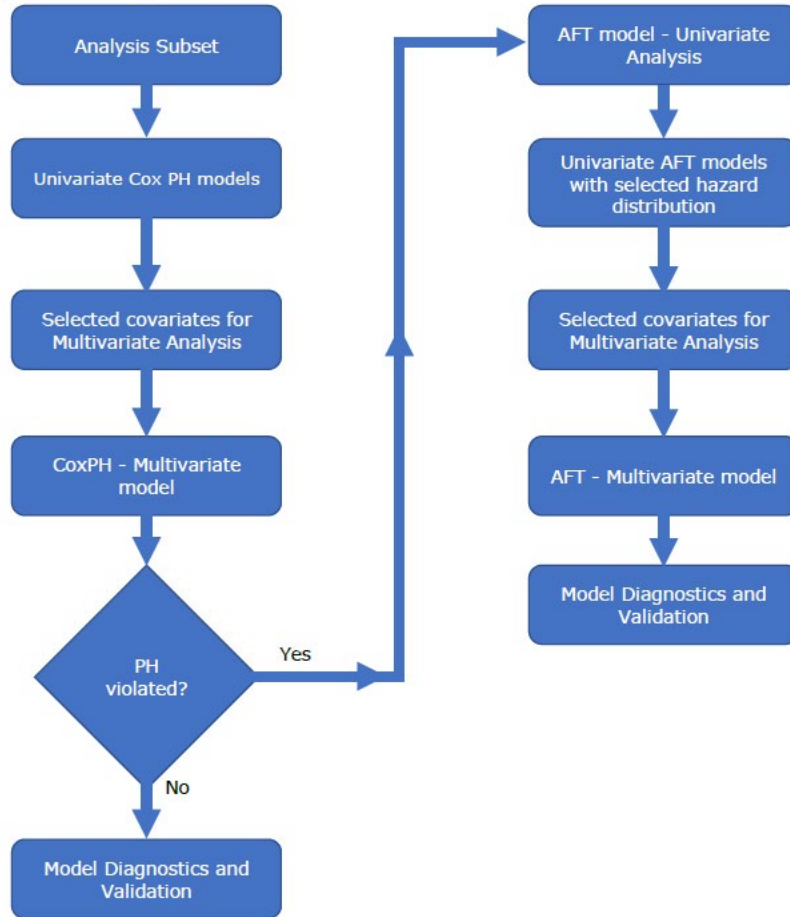 Analysis Subset
Univariate Cox PH models
Selected covariates for
Multivariate Analysis
CoxPH - Multivariate
model
PH
violated?
Yes
No
Model Diagnostics and
Validation
AFT model - Univariate
Analysis
Univariate AFT models
with selected hazard
distribution
Selected covariates for
Multivariate Analysis
AFT - Multivariate model
Model Diagnostics and
Validation